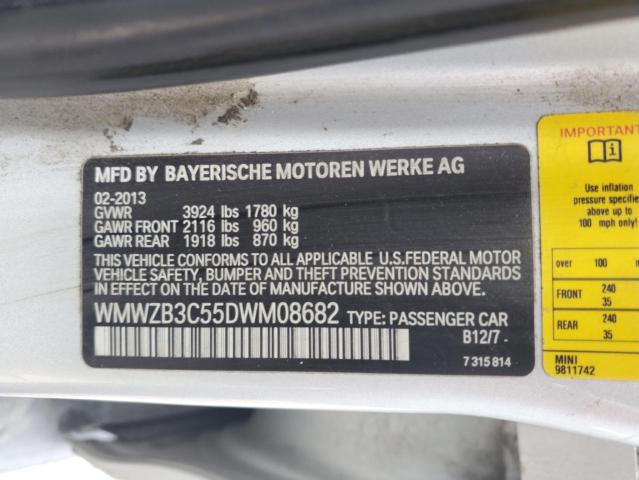 MFD BY BAYERISCHE MOTOREN WERKE AG
02-2013
GVWR 3924 lbs 1780 kg
GAWR FRONT 2116 lbs 960 kg
GAWR REAR 1918 lbs 870 kg
THIS VEHICLE CONFORMS TO ALL APPLICABLE U.S.FEDERAL MOTOR
VEHICLE SAFETY, BUMPER AND THEFT PREVENTION STANDARDS
IN EFFECT ON THE DATE OF MANUFACTURE SHOWN ABOVE.
WMWZB3C55DWM08682 TYPE: PASSENGER CAR
B12/7
7 315 814
IMPORTANT
Use inflation
pressure specifie
above up to
100 mph only!
over 100
FRONT 240
35
REAR 240
35
MINI
9811742